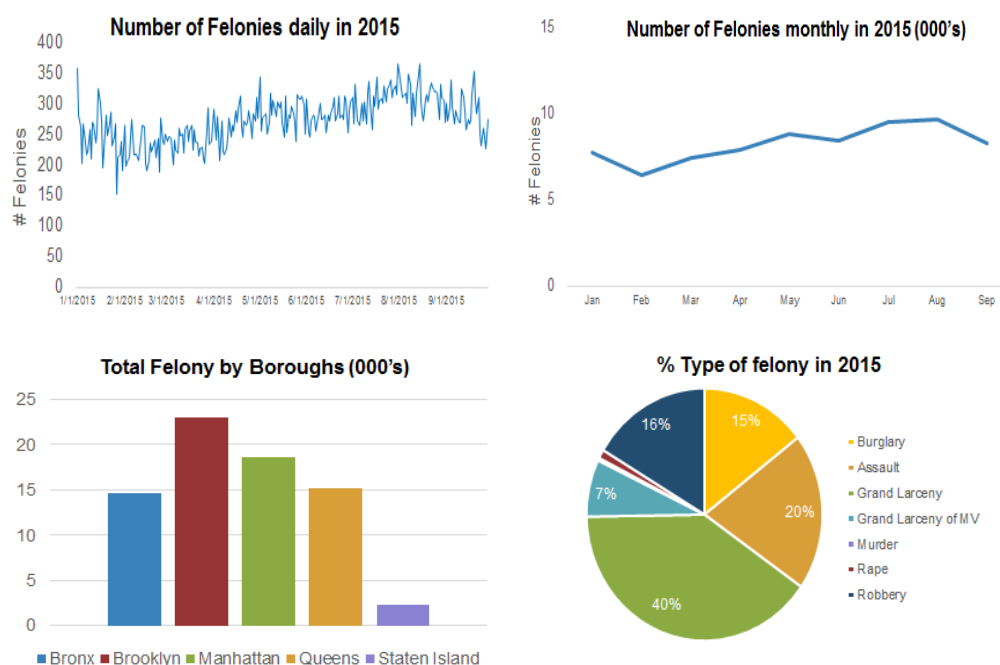 Number of Felonies daily in 2015
400
350
300
250
200
150
100
50
0
# Felonies
1/1/2015 2/1/2015 3/1/2015 4/1/2015 5/1/2015 6/1/2015 7/1/2015 8/1/2015 9/1/2015
Number of Felonies monthly in 2015 (000's)
15
10
5
0
# Felonies
Jan Feb Mar Apr May Jun Jul Aug Sep
Total Felony by Boroughs (000's)
25
20
15
10
5
0
Bronx Brooklyn Manhattan Queens Staten Island
% Type of felony in 2015
16%
15%
7%
20%
40%
Burglary
Assault
Grand Larceny
Grand Larceny of MV
Murder
Rape
Robbery